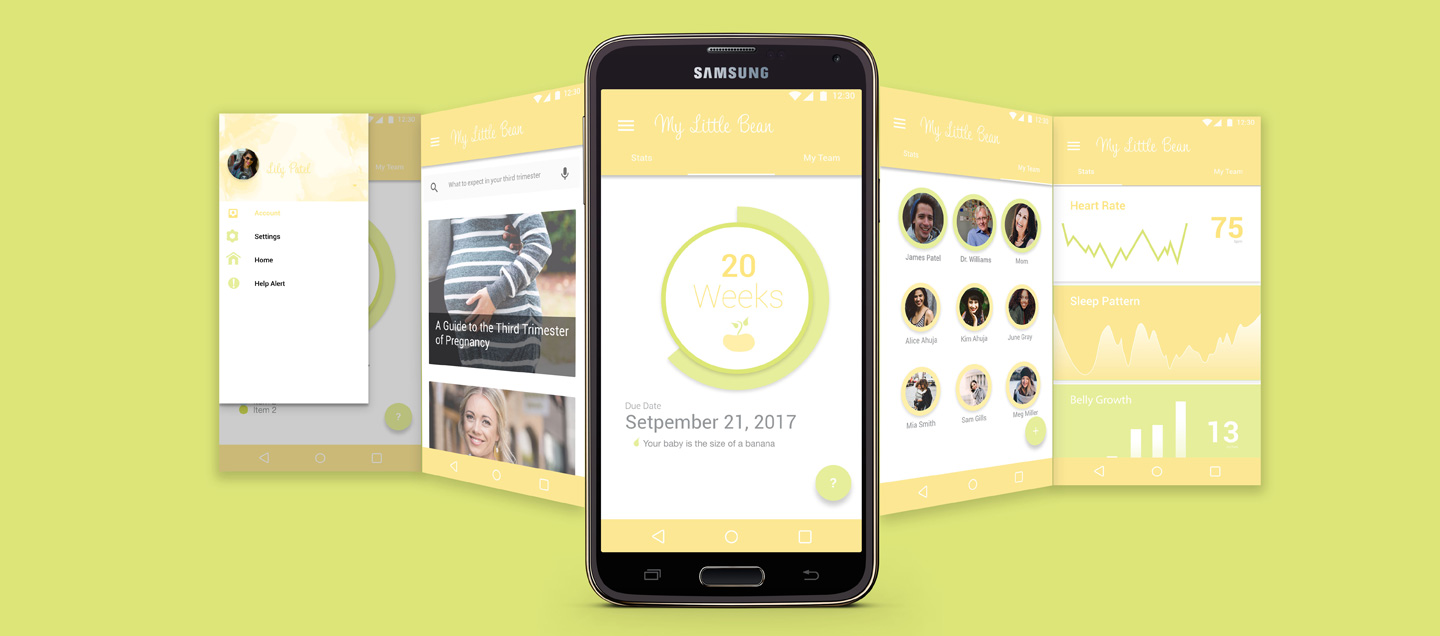 12:30
My Team
Lily Patel
Account
Settings
Home
Help Alert
Item 2
?
12:30
My Little Bean
What to expect in your third trimester
A Guide to the Third Trimester
of Pregnancy
SAMSUNG
12:30
My Little Bean
Stats
My Team
20
Weeks
Due Date
Setpember 21, 2017
Your baby is the size of a banana
?
12:30
My Little Bean
Stats
My Team
James Patel
Dr. Williams
Mom
Alice Ahuja
Kim Ahuja
June Gray
Mia Smith
Sam Gills
Meg Miller
+
12:30
My Little Bean
Stats
My Team
Heart Rate
75
Sleep Pattern
Belly Growth
13